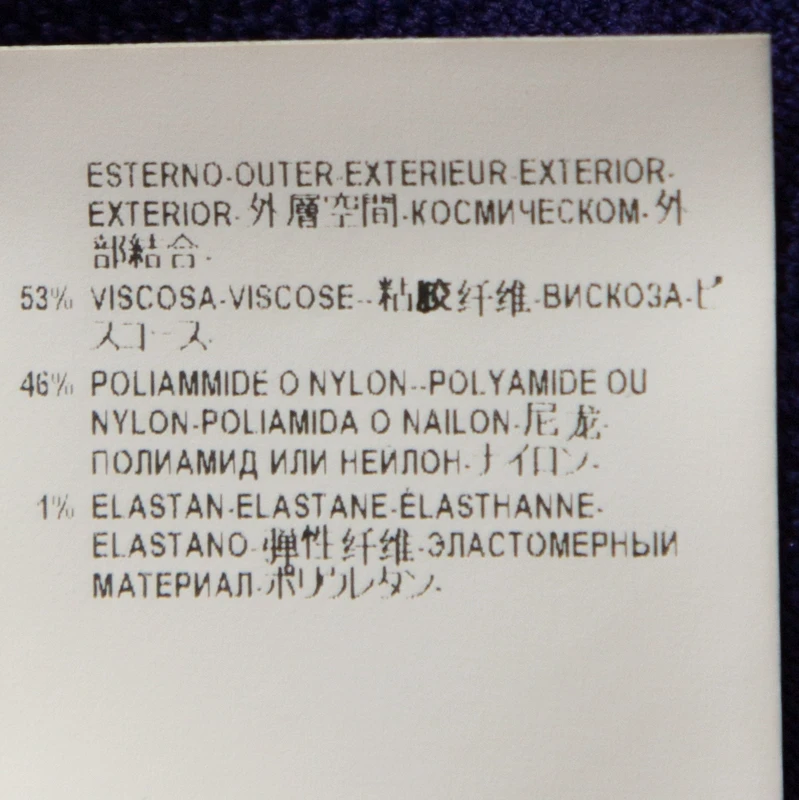 ESTERNO-OUTER-EXTERIEUR-EXTERIOR-
EXTERIOR-外層空間-КОСМИЧЕСКОМ-外
部結合-
53% VISCOSA-VISCOSE--粘胶纤维-ВИСКОЗА-ビ
スコース-
46% POLIAMMIDE O NYLON--POLYAMIDE OU
NYLON-POLIAMIDA O NAILON-尼龙-
ПОЛИАМИД ИЛИ НЕЙЛОН-ナイロン-
1% ELASTAN-ELASTANE-ÉLASTHANNE-
ELASTANO-弹性纤维-ЭЛАСТОМЕРНЫЙ
МАТЕРИАЛ-ポリウレタン-